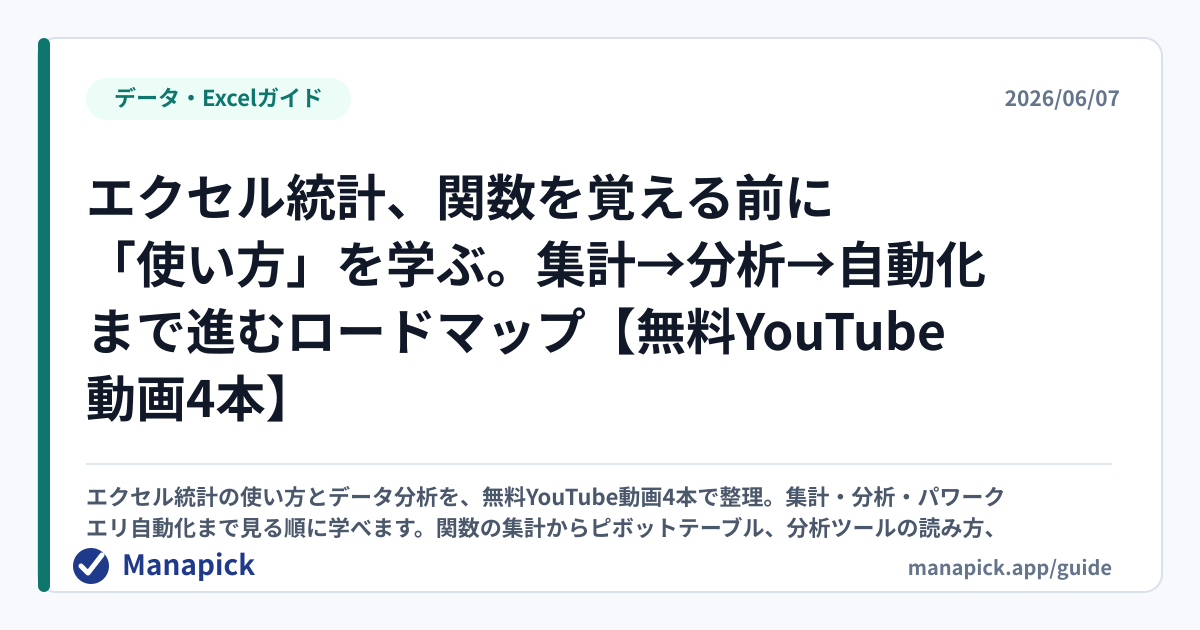 データ・Excelガイド
2026/06/07
エクセル統計、関数を覚える前に
「使い方」を学ぶ。集計→分析→自動化
まで進むロードマップ【無料YouTube
動画4本】
エクセル統計の使い方とデータ分析を、無料YouTube動画4本で整理。集計・分析・パワーク
エリ自動化まで見る順に学べます。関数の集計からピボットテーブル、分析ツールの読み方、
Manapick
manapick.app/guide